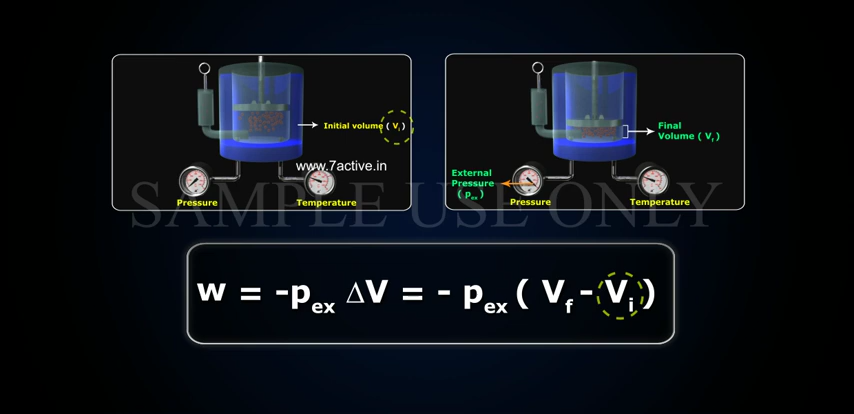 Initial volume ( Vi )
www.7active.in
Pressure
Temperature
Final
Volume ( Vf )
External
Pressure
( pex )
Pressure
Temperature
SAMPLE USE ONLY
w = -pex ΔV = - pex ( Vf - Vi )